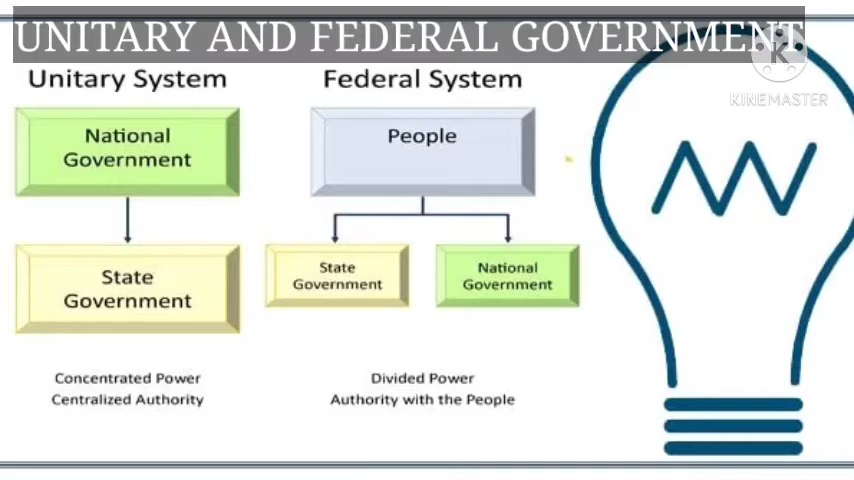 UNITARY AND FEDERAL GOVERNMENT
K
KINEMASTER
Unitary System
Federal System
National
Government
People
State
Government
State
Government
National
Government
Concentrated Power
Centralized Authority
Divided Power
Authority with the People